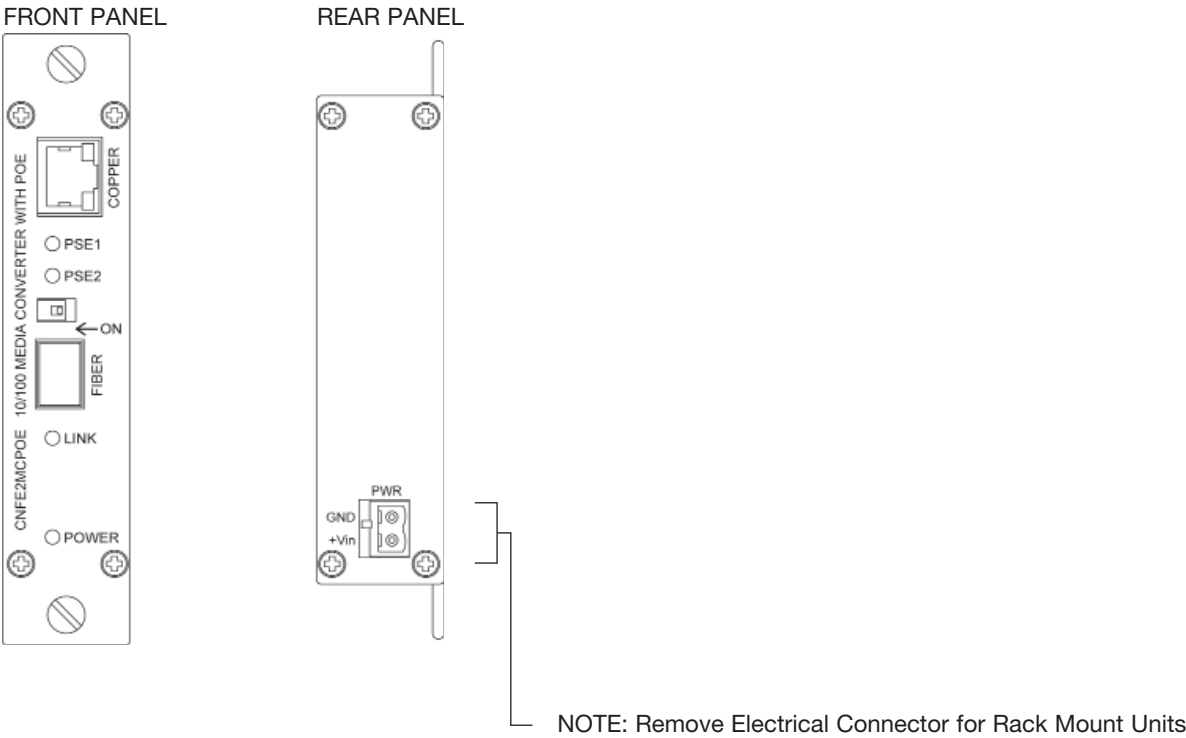 FRONT PANEL
REAR PANEL
COPPER
PSE1
PSE2
ON
FIBER
LINK
POWER
CNFE2MCPOE 10/100 MEDIA CONVERTER WITH POE
PWR
GND
+Vin
NOTE: Remove Electrical Connector for Rack Mount Units